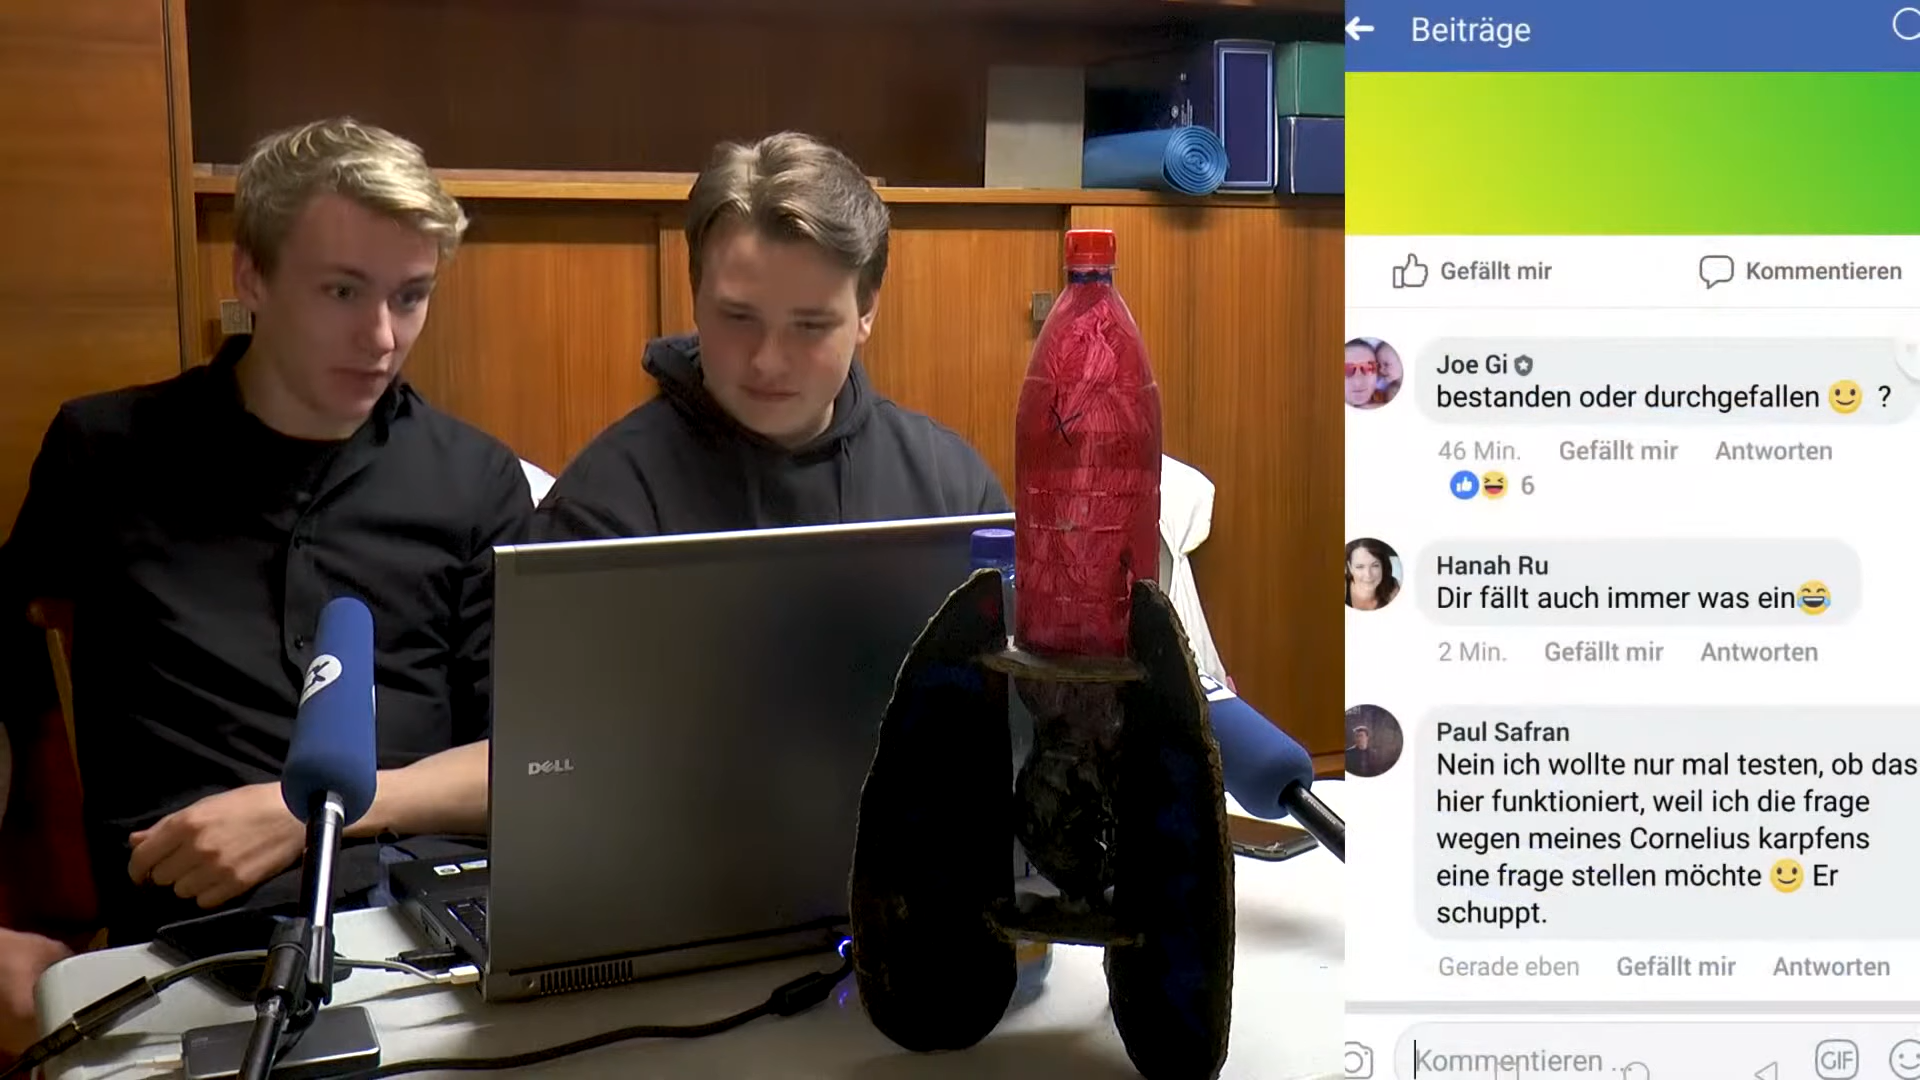 Beiträge
Gefällt mir
Kommentieren
Joe Gi
bestanden oder durchgefallen 🙂 ?
46 Min. Gefällt mir Antworten
6
Hanah Ru
Dir fällt auch immer was ein😂
2 Min. Gefällt mir Antworten
Paul Safran
Nein ich wollte nur mal testen, ob das
hier funktioniert, weil ich die frage
wegen meines Cornelius karpfens
eine frage stellen möchte 🙂 Er
schuppt.
Gerade eben Gefällt mir Antworten
Kommentieren ...
GIF
DELL